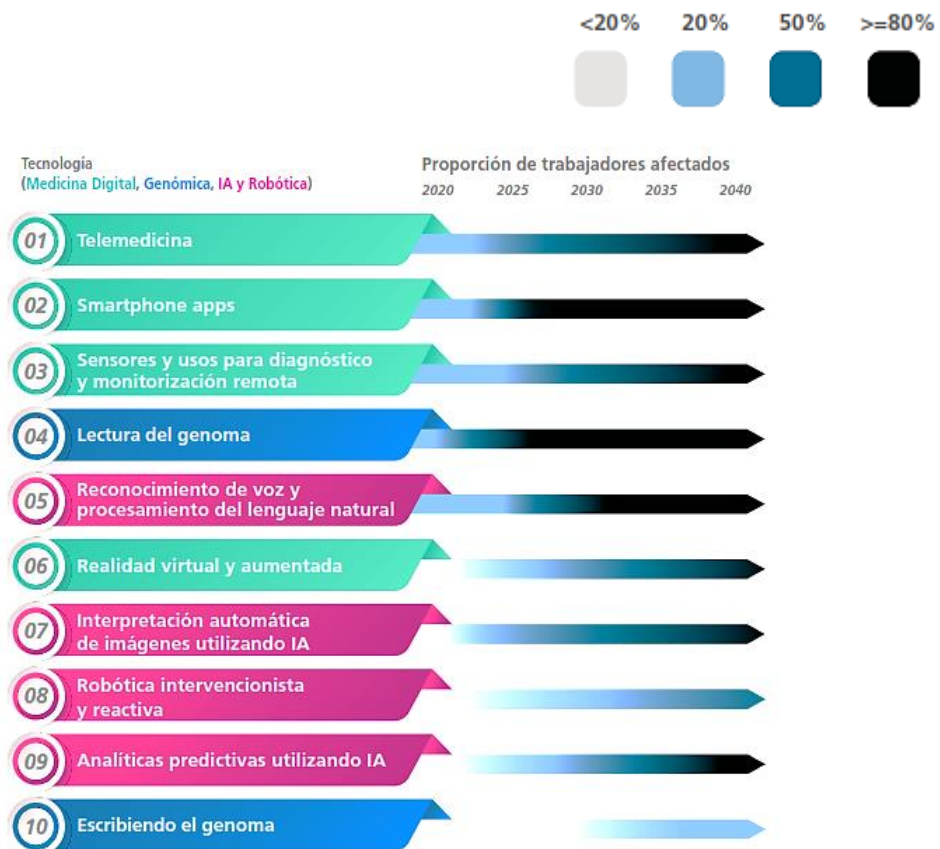 <20% 20% 50% >=80%
Tecnología
(Medicina Digital, Genómica, IA y Robótica)
Proporción de trabajadores afectados
2020 2025 2030 2035 2040
01 Telemedicina
02 Smartphone apps
03 Sensores y usos para diagnóstico
y monitorización remota
04 Lectura del genoma
05 Reconocimiento de voz y
procesamiento del lenguaje natural
06 Realidad virtual y aumentada
07 Interpretación automática
de imágenes utilizando IA
08 Robótica intervencionista
y reactiva
09 Analíticas predictivas utilizando IA
10 Escribiendo el genoma